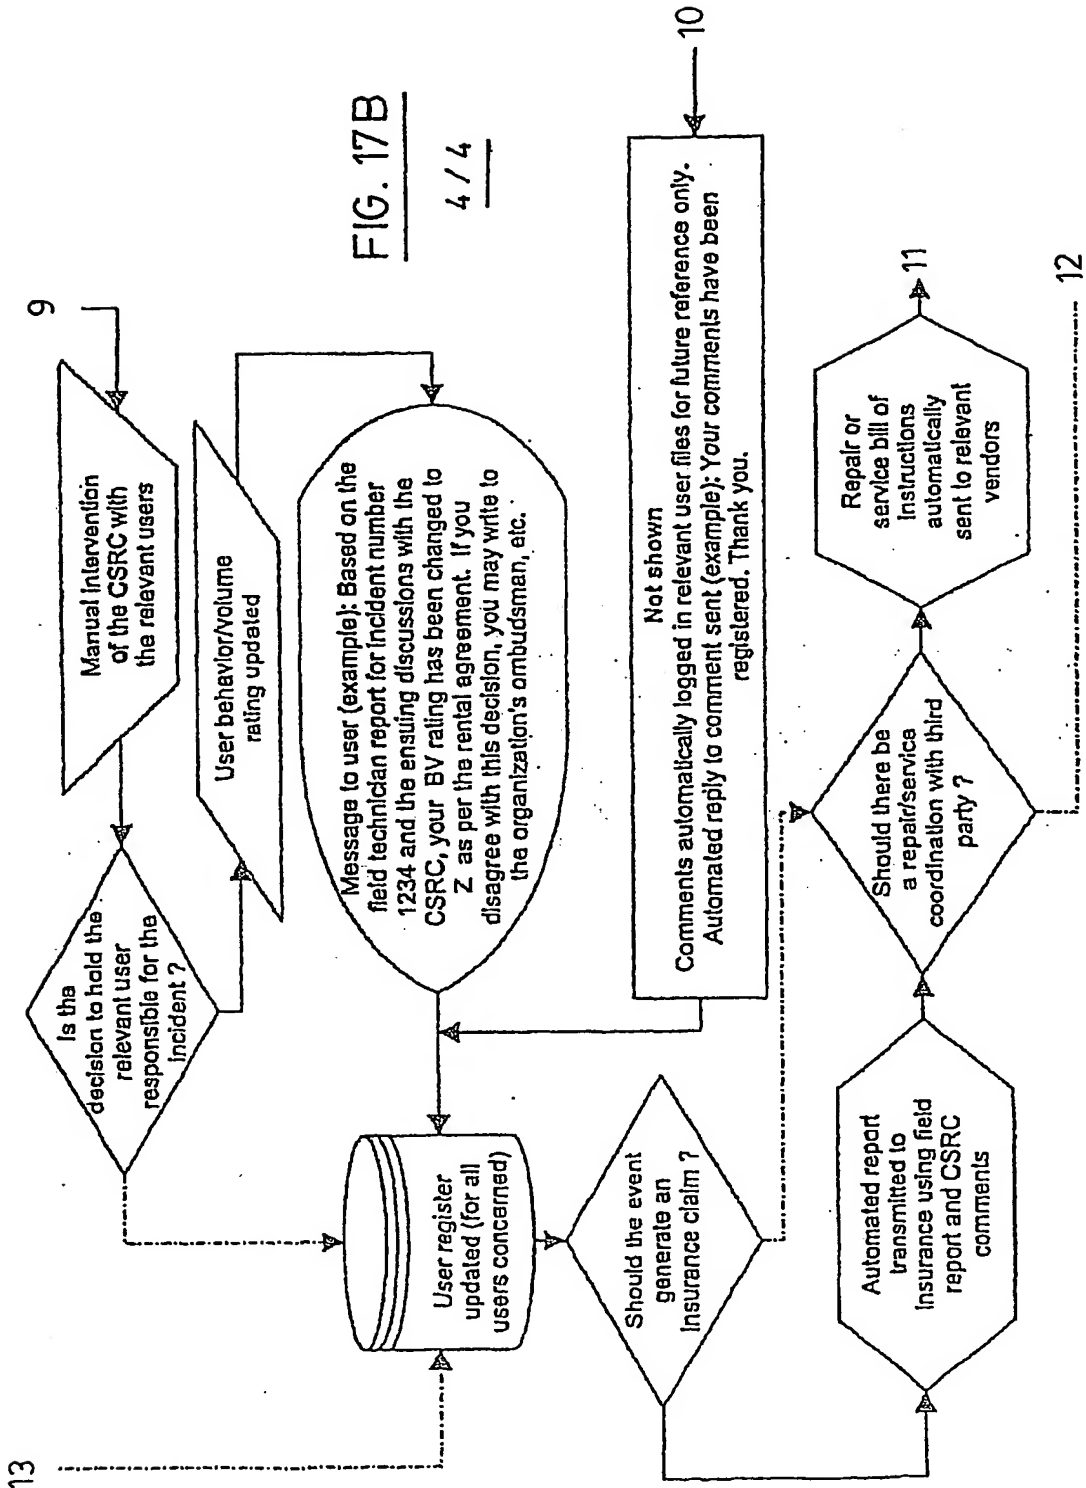 FIG. 17B
4/4
9
Manual intervention
of the CSRC with
the relevant users
Is the
decision to hold the
relevant user
responsible for the
incident ?
User behavior/volume
rating updated
Message to user (example): Based on the
field technician report for incident number
1234 and the ensuing discussions with the
CSRC, your BV rating has been changed to
Z as per the rental agreement. If you
disagree with this decision, you may write to
the organization's ombudsman, etc.
13
User register
updated (for all
users concerned)
10
Not shown
Comments automatically logged in relevant user files for future reference only.
Automated reply to comment sent (example): Your comments have been
registered. Thank you.
Should the event
generate an
Insurance claim ?
Automated report
transmitted to
Insurance using field
report and CSRC
comments
Should there be
a repair/service
coordination with third
party ?
Repair or
service bill of
Instructions
automatically
sent to relevant
vendors
11
12